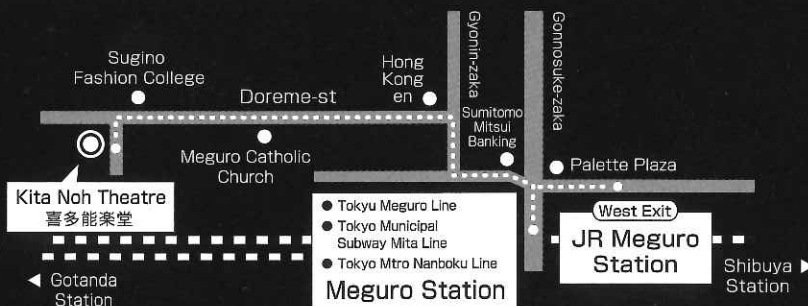 Sugino
Fashion College
Doreme-st
Hong
Kong
en
Gyonin-zaka
Gonnosuke-zaka
Sumitomo
Mitsui
Banking
Palette Plaza
Meguro Catholic
Church
Kita Noh Theatre
喜多能楽堂
● Tokyu Meguro Line
● Tokyo Municipal
Subway Mita Line
● Tokyo Mtro Nanboku Line
Meguro Station
West Exit
JR Meguro
Station
◀ Gotanda
Station
Shibuya ▶
Station